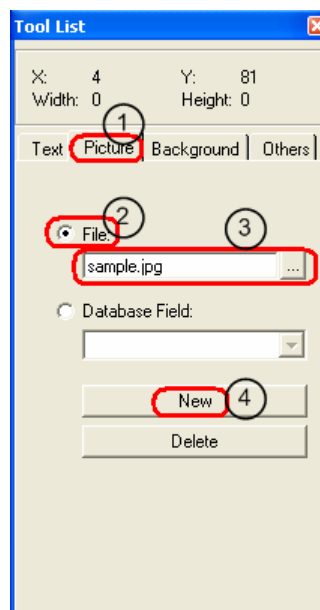 Tool List
X: 4 Y: 81
Width: 0 Height: 0
1
Text Picture Background Others
2
3
File:
sample.jpg ...
Database Field:
New 4
Delete